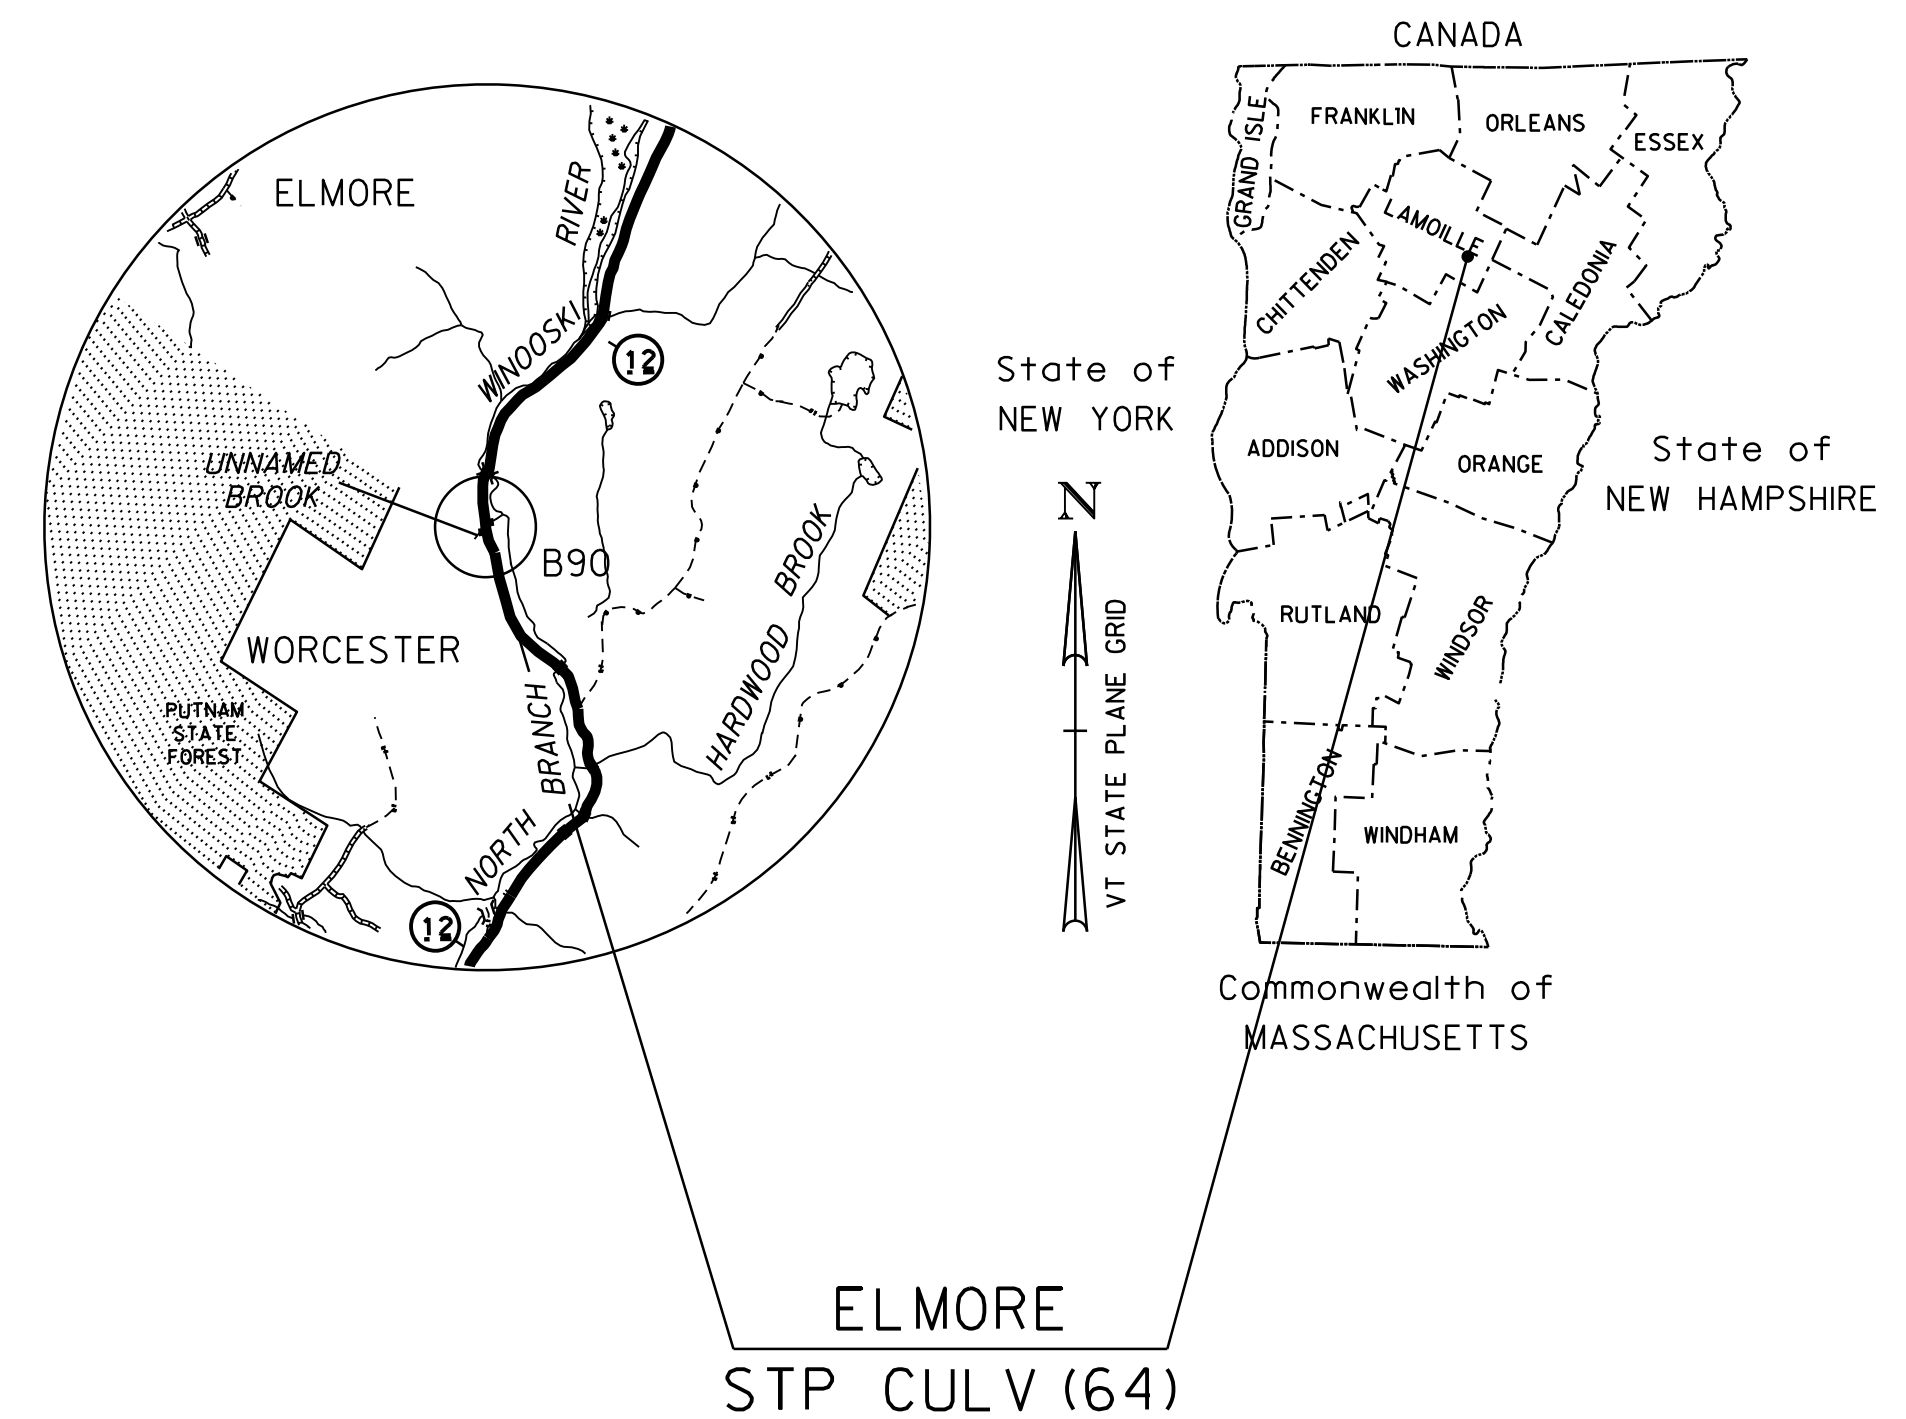 CANADA
FRANKLIN
ORLEANS
ESSEX
GRAND ISLE
LAMOILLE
CHITTENDEN
CALEDONIA
WASHINGTON
ADDISON
ORANGE
RUTLAND
WINDSOR
BENNINGTON
WINDHAM
State of
NEW YORK
State of
NEW HAMPSHIRE
Commonwealth of
MASSACHUSETTS
N
VT STATE PLANE GRID
ELMORE
RIVER
WINOOSKI
12
UNNAMED
BROOK
B90
HARDWOOD BROOK
WORCESTER
PUTNAM
STATE
FOREST
BRANCH
NORTH
12
ELMORE
STP CULV (64)